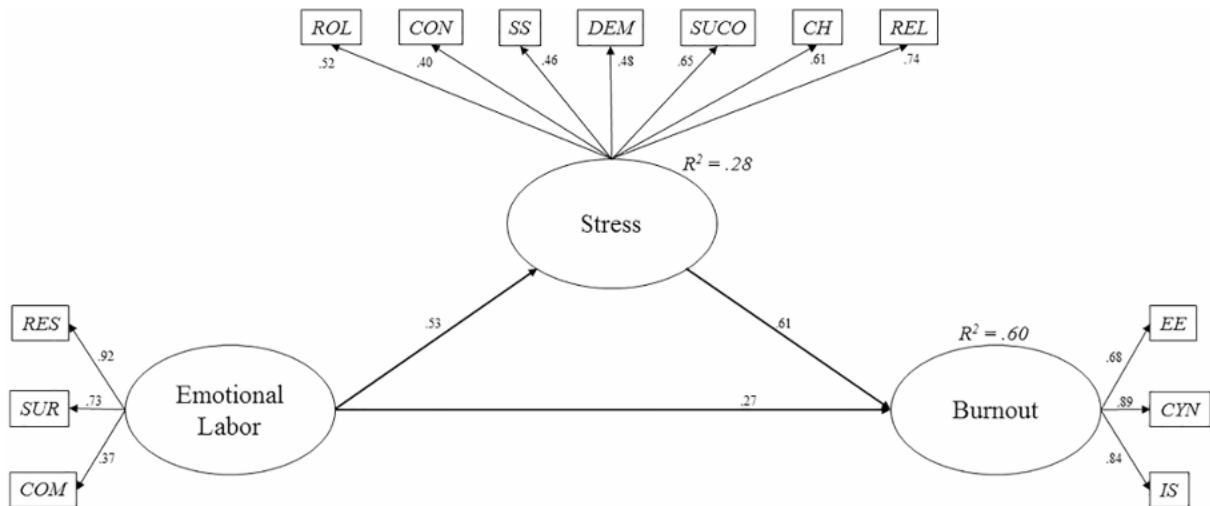 ROL CON SS DEM SUCO CH REL
.52 .40 .46 .48 .65 .61 .74
R² = .28
Stress
.53 .61
RES
.92
SUR .73
.37
COM
Emotional
Labor
.27
R² = .60
Burnout
EE
.68
.89 CYN
.84
IS